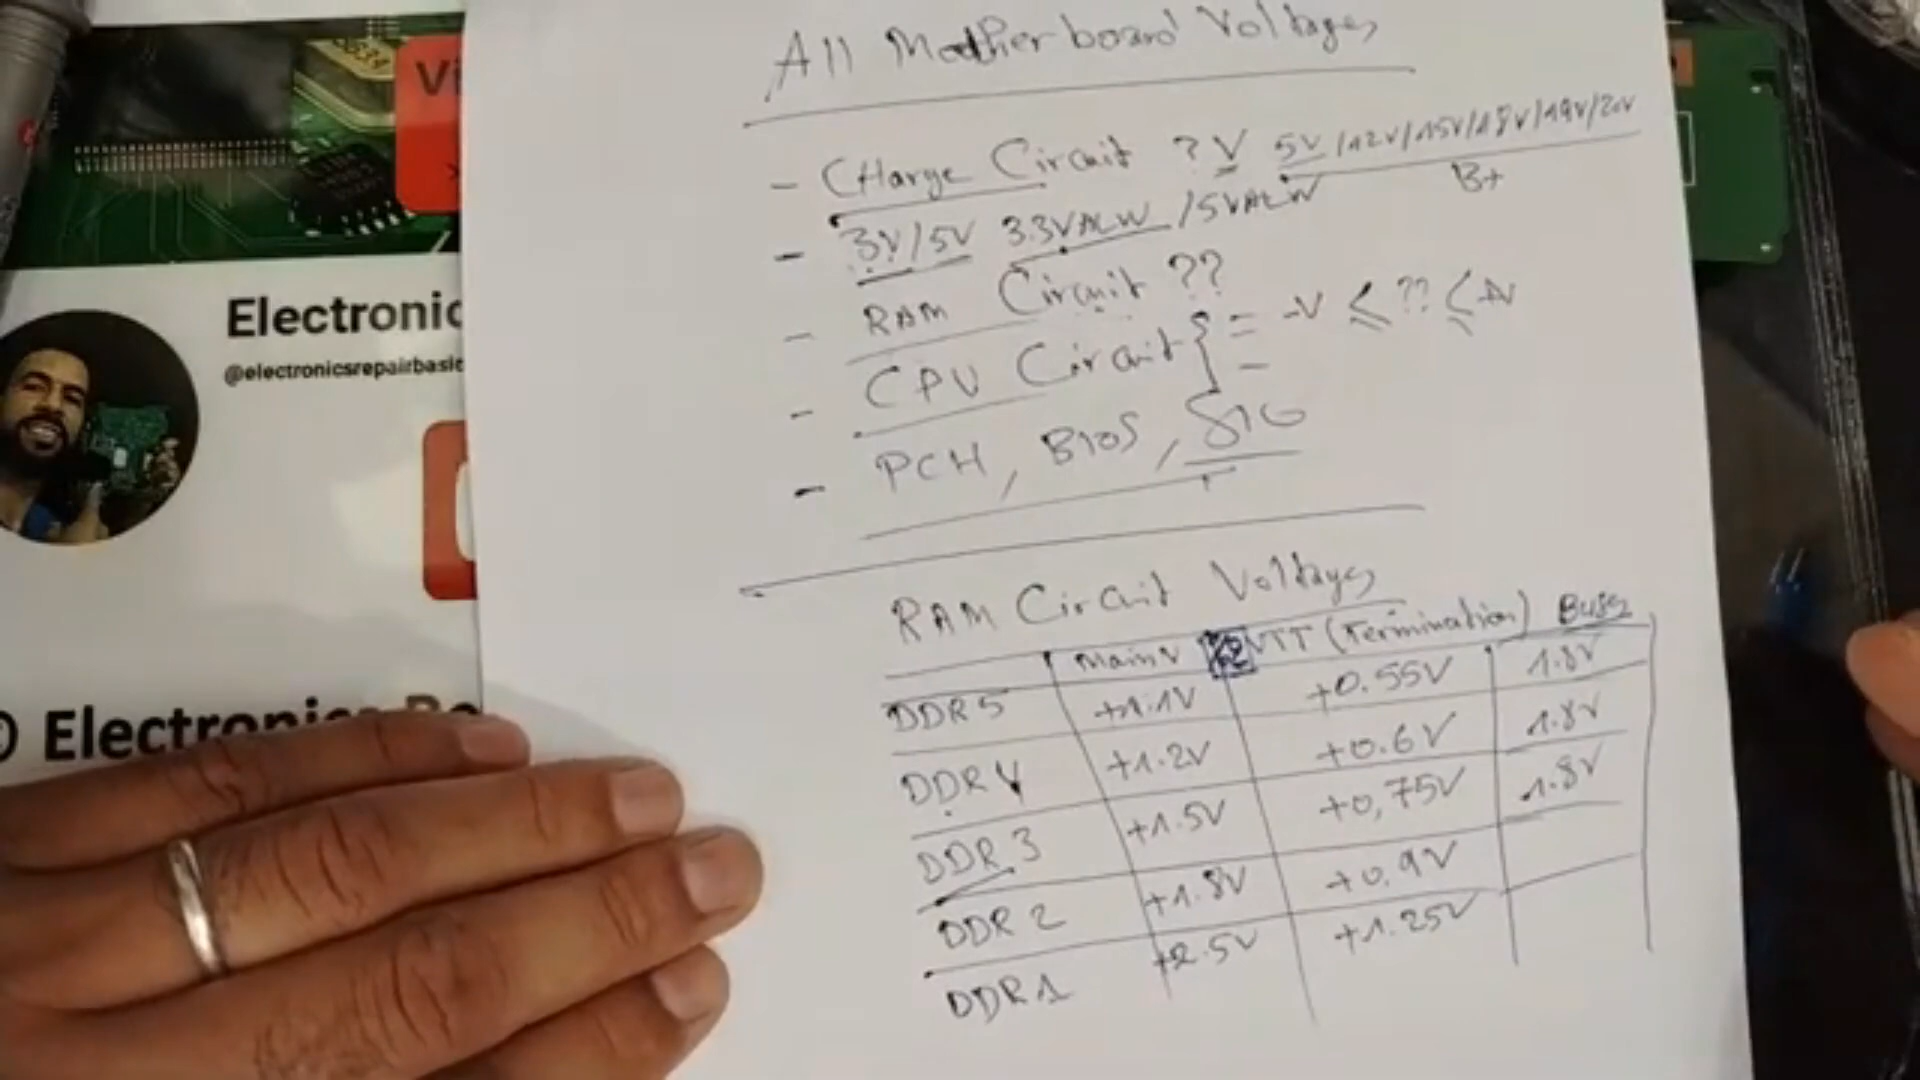 All Motherboard Voltages
- CHarge Circuit ? V 5V/12V/15V/18V/19V/20V
B+
- 3V/5V 3.3VALW /5VALW
- RAM Circuit ??
- CPU Circuit } = -V ≤ ?? ≤ +V
- PCH, BIOS, SIO
RAM Circuit Voltages
Main V VTT (Termination) Buss
DDR5 +1.1V +0.55V 1.8V
DDR4 +1.2V +0.6V 1.8V
DDR3 +1.5V +0,75V 1.8V
DDR2 +1.8V +0.9V
DDR1 +2.5V +1.25V
Vi
Electronic
@electronicsrepairbasic
Electronics